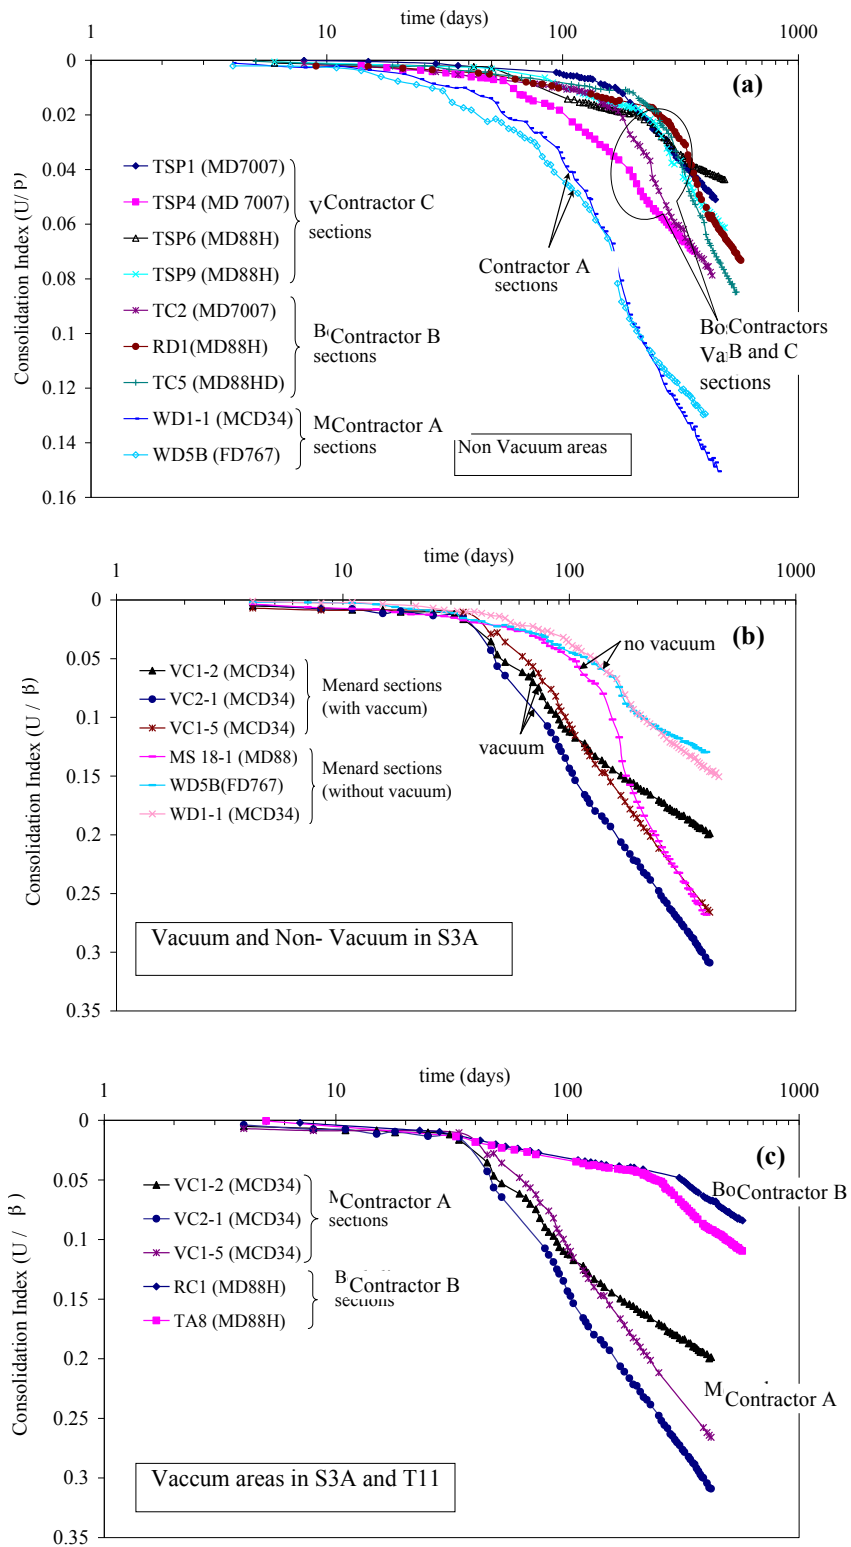 time (days)
1 10 100 1000
0
0.02
0.04
0.06
0.08
0.1
0.12
0.14
0.16
Consolidation Index (U/β)
(a)
TSP1 (MD7007)
TSP4 (MD 7007)
TSP6 (MD88H)
TSP9 (MD88H)
TC2 (MD7007)
RD1(MD88H)
TC5 (MD88HD)
WD1-1 (MCD34)
WD5B (FD767)
Contractor C
sections
Contractor B
sections
Contractor A
sections
Contractor A
sections
Contractors
B and C
sections
Non Vacuum areas
time (days)
1 10 100 1000
0
0.05
0.1
0.15
0.2
0.25
0.3
0.35
Consolidation Index (U / β)
(b)
no vacuum
vacuum
VC1-2 (MCD34)
VC2-1 (MCD34)
VC1-5 (MCD34)
MS 18-1 (MD88)
WD5B(FD767)
WD1-1 (MCD34)
Menard sections
(with vaccum)
Menard sections
(without vacuum)
Vacuum and Non- Vacuum in S3A
time (days)
1 10 100 1000
0
0.05
0.1
0.15
0.2
0.25
0.3
0.35
Consolidation Index (U / β)
(c)
VC1-2 (MCD34)
VC2-1 (MCD34)
VC1-5 (MCD34)
RC1 (MD88H)
TA8 (MD88H)
Contractor A
sections
Contractor B
sections
Contractor B
Contractor A
Vaccum areas in S3A and T11